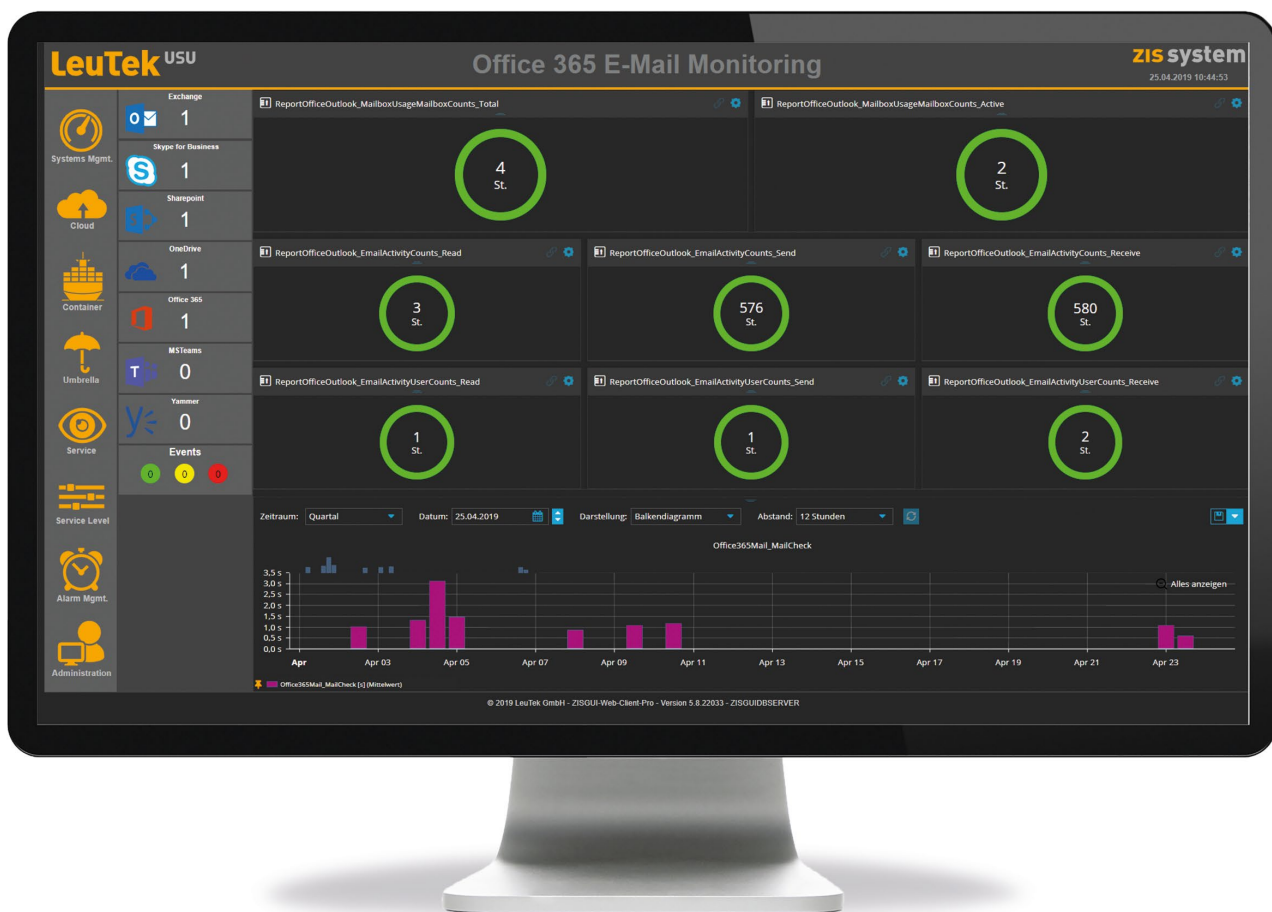 LeuTek USU
Office 365 E-Mail Monitoring
ZIS system
25.04.2019 10:44:53
Systems Mgmt.
Cloud
Container
Umbrella
Service
Service Level
Alarm Mgmt.
Administration
Exchange
1
Skype for Business
1
Sharepoint
1
OneDrive
1
Office 365
1
MSTeams
0
Yammer
0
Events
0 0 0
ReportOfficeOutlook_MailboxUsageMailboxCounts_Total
4
St.
ReportOfficeOutlook_MailboxUsageMailboxCounts_Active
2
St.
ReportOfficeOutlook_EmailActivityCounts_Read
3
St.
ReportOfficeOutlook_EmailActivityCounts_Send
576
St.
ReportOfficeOutlook_EmailActivityCounts_Receive
580
St.
ReportOfficeOutlook_EmailActivityUserCounts_Read
1
St.
ReportOfficeOutlook_EmailActivityUserCounts_Send
1
St.
ReportOfficeOutlook_EmailActivityUserCounts_Receive
2
St.
Zeitraum: Quartal Datum: 25.04.2019 Darstellung: Balkendiagramm Abstand: 12 Stunden
Office365Mail_MailCheck
Alles anzeigen
3,5 s
3,0 s
2,5 s
2,0 s
1,5 s
1,0 s
0,5 s
0,0 s
Apr Apr 03 Apr 05 Apr 07 Apr 09 Apr 11 Apr 13 Apr 15 Apr 17 Apr 19 Apr 21 Apr 23
Office365Mail_MailCheck [s] (Mittelwert)
© 2019 LeuTek GmbH - ZISGUI-Web-Client-Pro - Version 5.8.22033 - ZISGUIDBSERVER